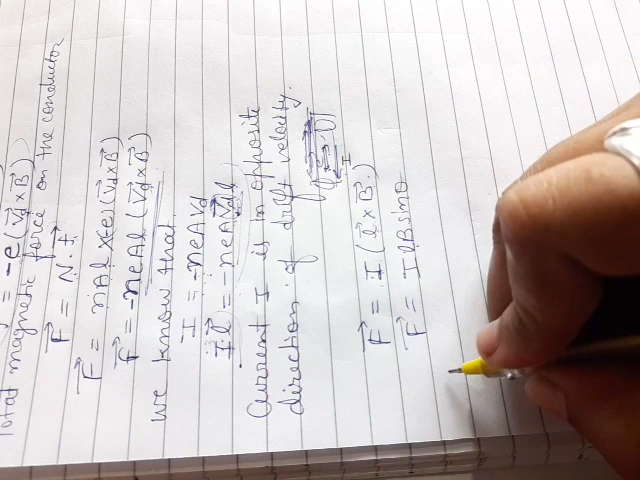 = -e (V⃗d × B⃗)
Total magnetic force on the conductor
F⃗ = N.f⃗
F⃗ = nAl x(-e) (V⃗d × B⃗)
F⃗ = -neAl (V⃗d × B⃗)
we know that.
I = -neAVd
I.l⃗ = -neAV⃗dl
Current I is in opposite
direction of drift velocity.
F⃗ = I (l⃗ × B⃗)
F⃗ = IlBsinθ